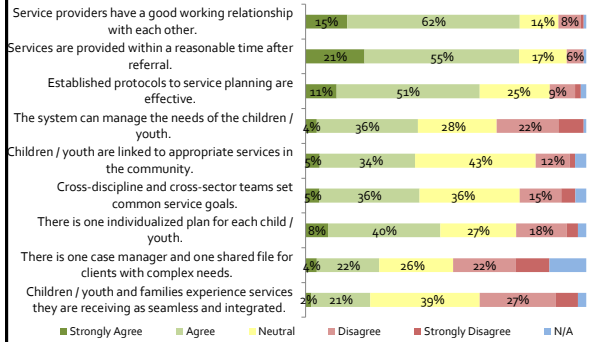 Service providers have a good working relationship
with each other.
15% 62% 14% 8%
Services are provided within a reasonable time after
referral.
21% 55% 17% 6%
Established protocols to service planning are
effective.
11% 51% 25% 9%
The system can manage the needs of the children /
youth.
4% 36% 28% 22%
Children / youth are linked to appropriate services in
the community.
5% 34% 43% 12%
Cross-discipline and cross-sector teams set
common service goals.
5% 36% 36% 15%
There is one individualized plan for each child /
youth.
8% 40% 27% 18%
There is one case manager and one shared file for
clients with complex needs.
4% 22% 26% 22%
Children / youth and families experience services
they are receiving as seamless and integrated.
2% 21% 39% 27%
Strongly Agree Agree Neutral Disagree Strongly Disagree N/A